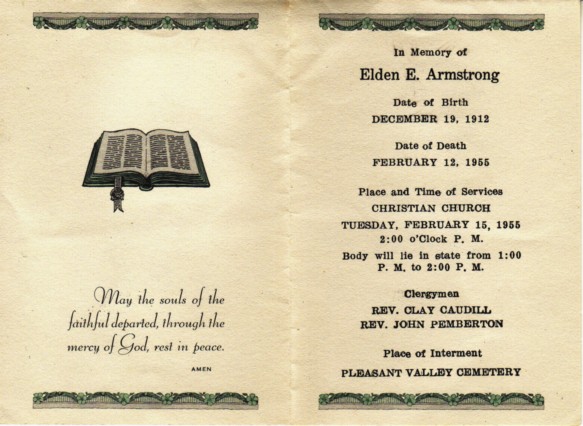 May the souls of the
faithful departed, through the
mercy of God, rest in peace.
AMEN
In Memory of
Elden E. Armstrong
Date of Birth
DECEMBER 19, 1912
Date of Death
FEBRUARY 12, 1955
Place and Time of Services
CHRISTIAN CHURCH
TUESDAY, FEBRUARY 15, 1955
2:00 o'Clock P. M.
Body will lie in state from 1:00
P. M. to 2:00 P. M.
Clergymen
REV. CLAY CAUDILL
REV. JOHN PEMBERTON
Place of Interment
PLEASANT VALLEY CEMETERY